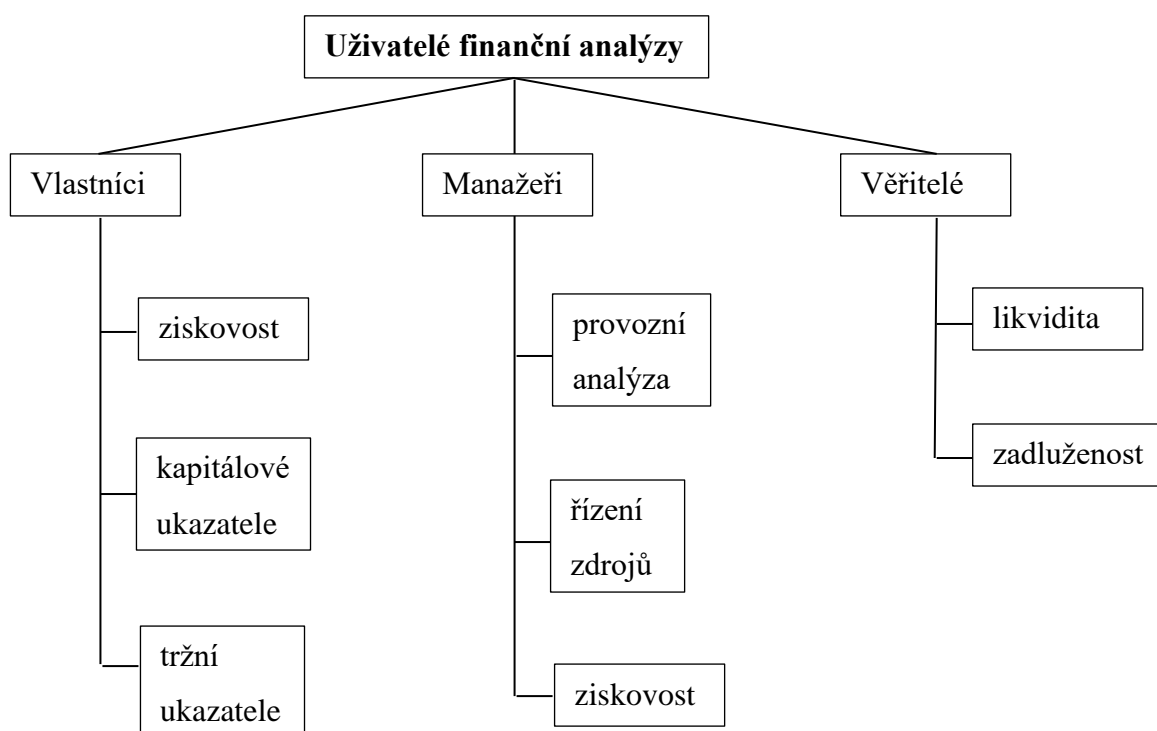 Uživatelé finanční analýzy
Vlastníci
Manažeři
Věřitelé
ziskovost
kapitálové
ukazatele
tržní
ukazatele
provozní
analýza
řízení
zdrojů
ziskovost
likvidita
zadluženost